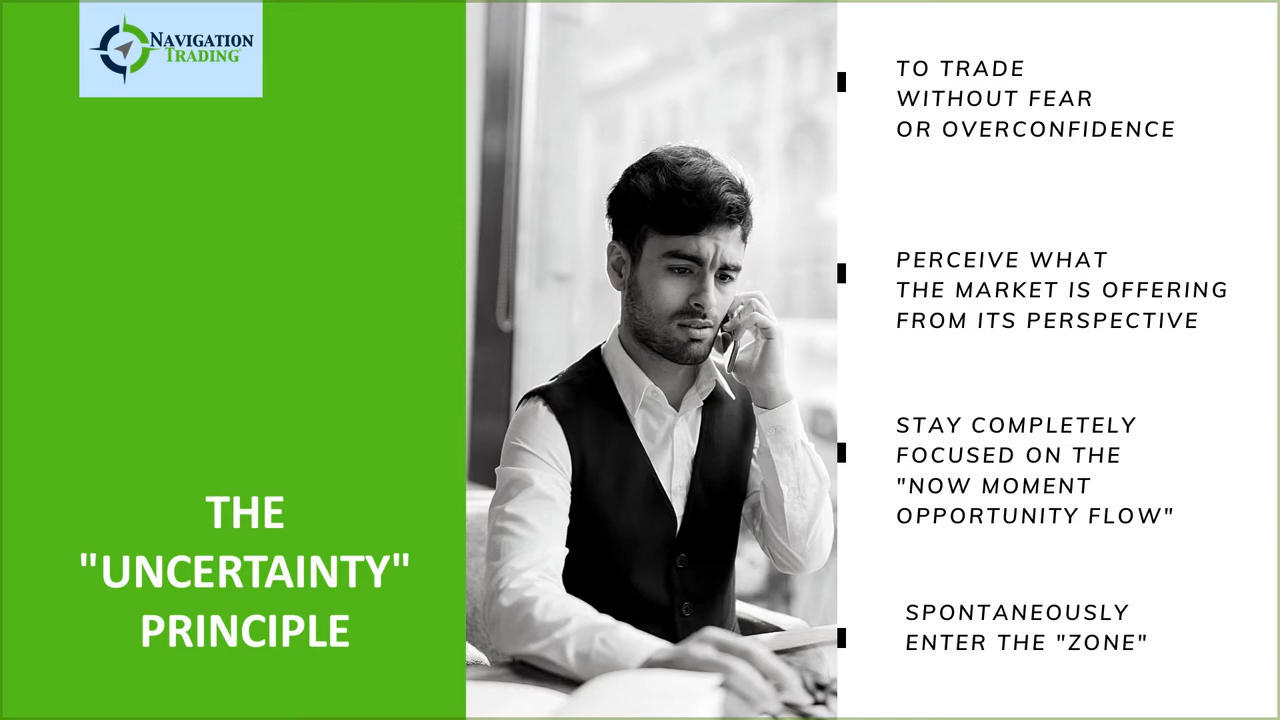 NAVIGATION
TRADING
THE
"UNCERTAINTY"
PRINCIPLE
TO TRADE
WITHOUT FEAR
OR OVERCONFIDENCE
PERCEIVE WHAT
THE MARKET IS OFFERING
FROM ITS PERSPECTIVE
STAY COMPLETELY
FOCUSED ON THE
"NOW MOMENT
OPPORTUNITY FLOW"
SPONTANEOUSLY
ENTER THE "ZONE"